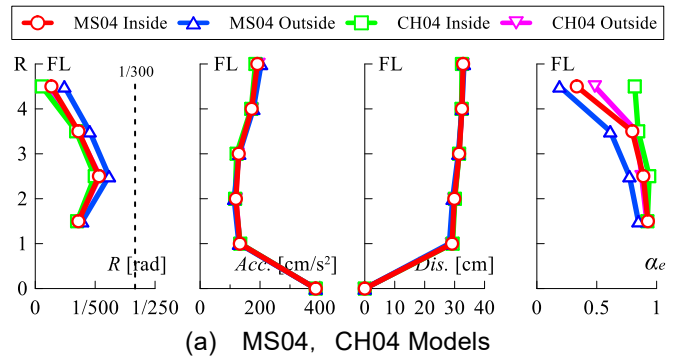 MS04 Inside MS04 Outside CH04 Inside CH04 Outside
R FL 1/300 FL FL FL
4
3
2
1
0
R [rad] Acc. [cm/s²] Dis. [cm] αe
0 1/500 1/250 0 200 400 0 20 40 0 0.5 1
(a) MS04, CH04 Models